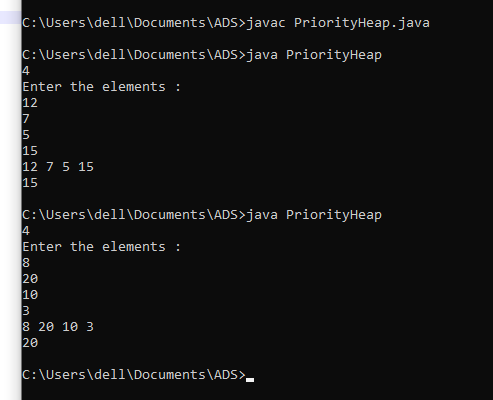 C:\Users\dell\Documents\ADS>javac PriorityHeap.java
C:\Users\dell\Documents\ADS>java PriorityHeap
4
Enter the elements :
12
7
5
15
12 7 5 15
15
C:\Users\dell\Documents\ADS>java PriorityHeap
4
Enter the elements :
8
20
10
3
8 20 10 3
20
C:\Users\dell\Documents\ADS>